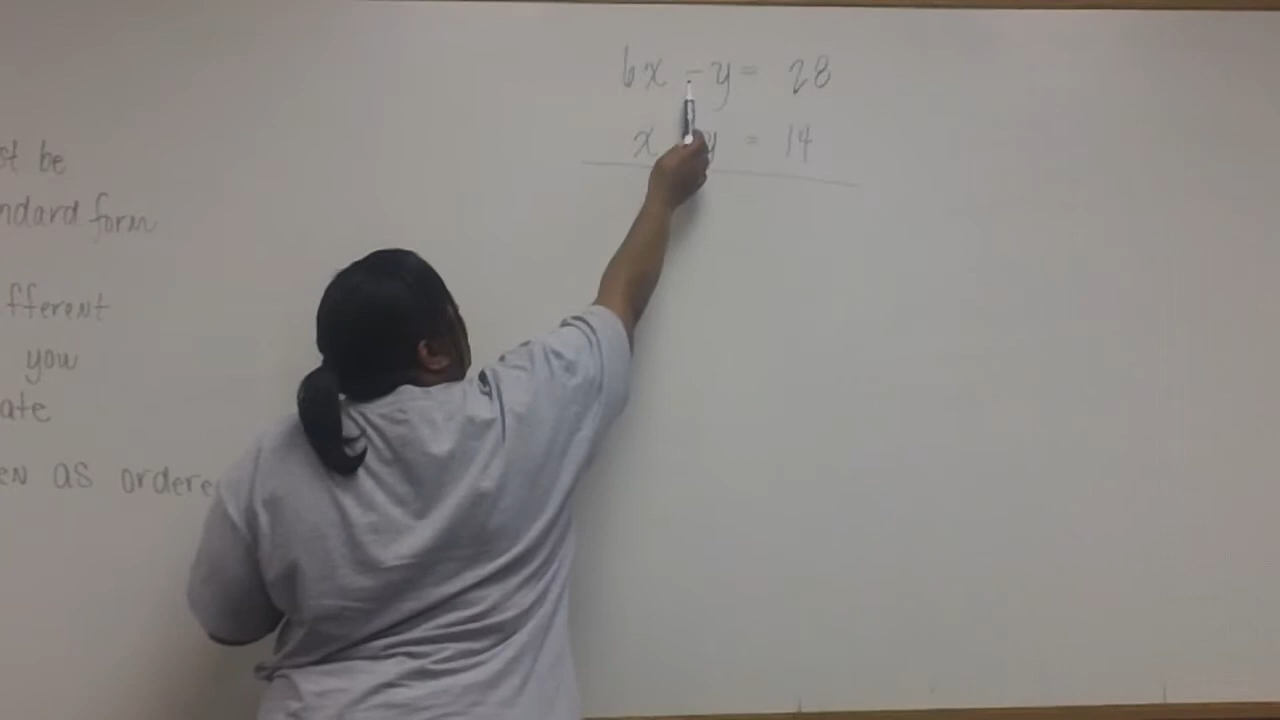 6x - y = 28
x y = 14
st be
ndard form
fferent
you
ate
en as ordere